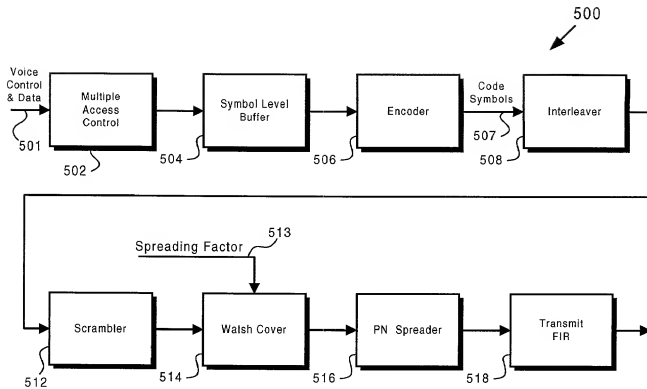 500
Voice
Control
& Data
501
Multiple
Access
Control
502
Symbol Level
Buffer
504
Encoder
506
Code
Symbols
507
Interleaver
508
Spreading Factor
513
Scrambler
512
Walsh Cover
514
PN Spreader
516
Transmit
FIR
518